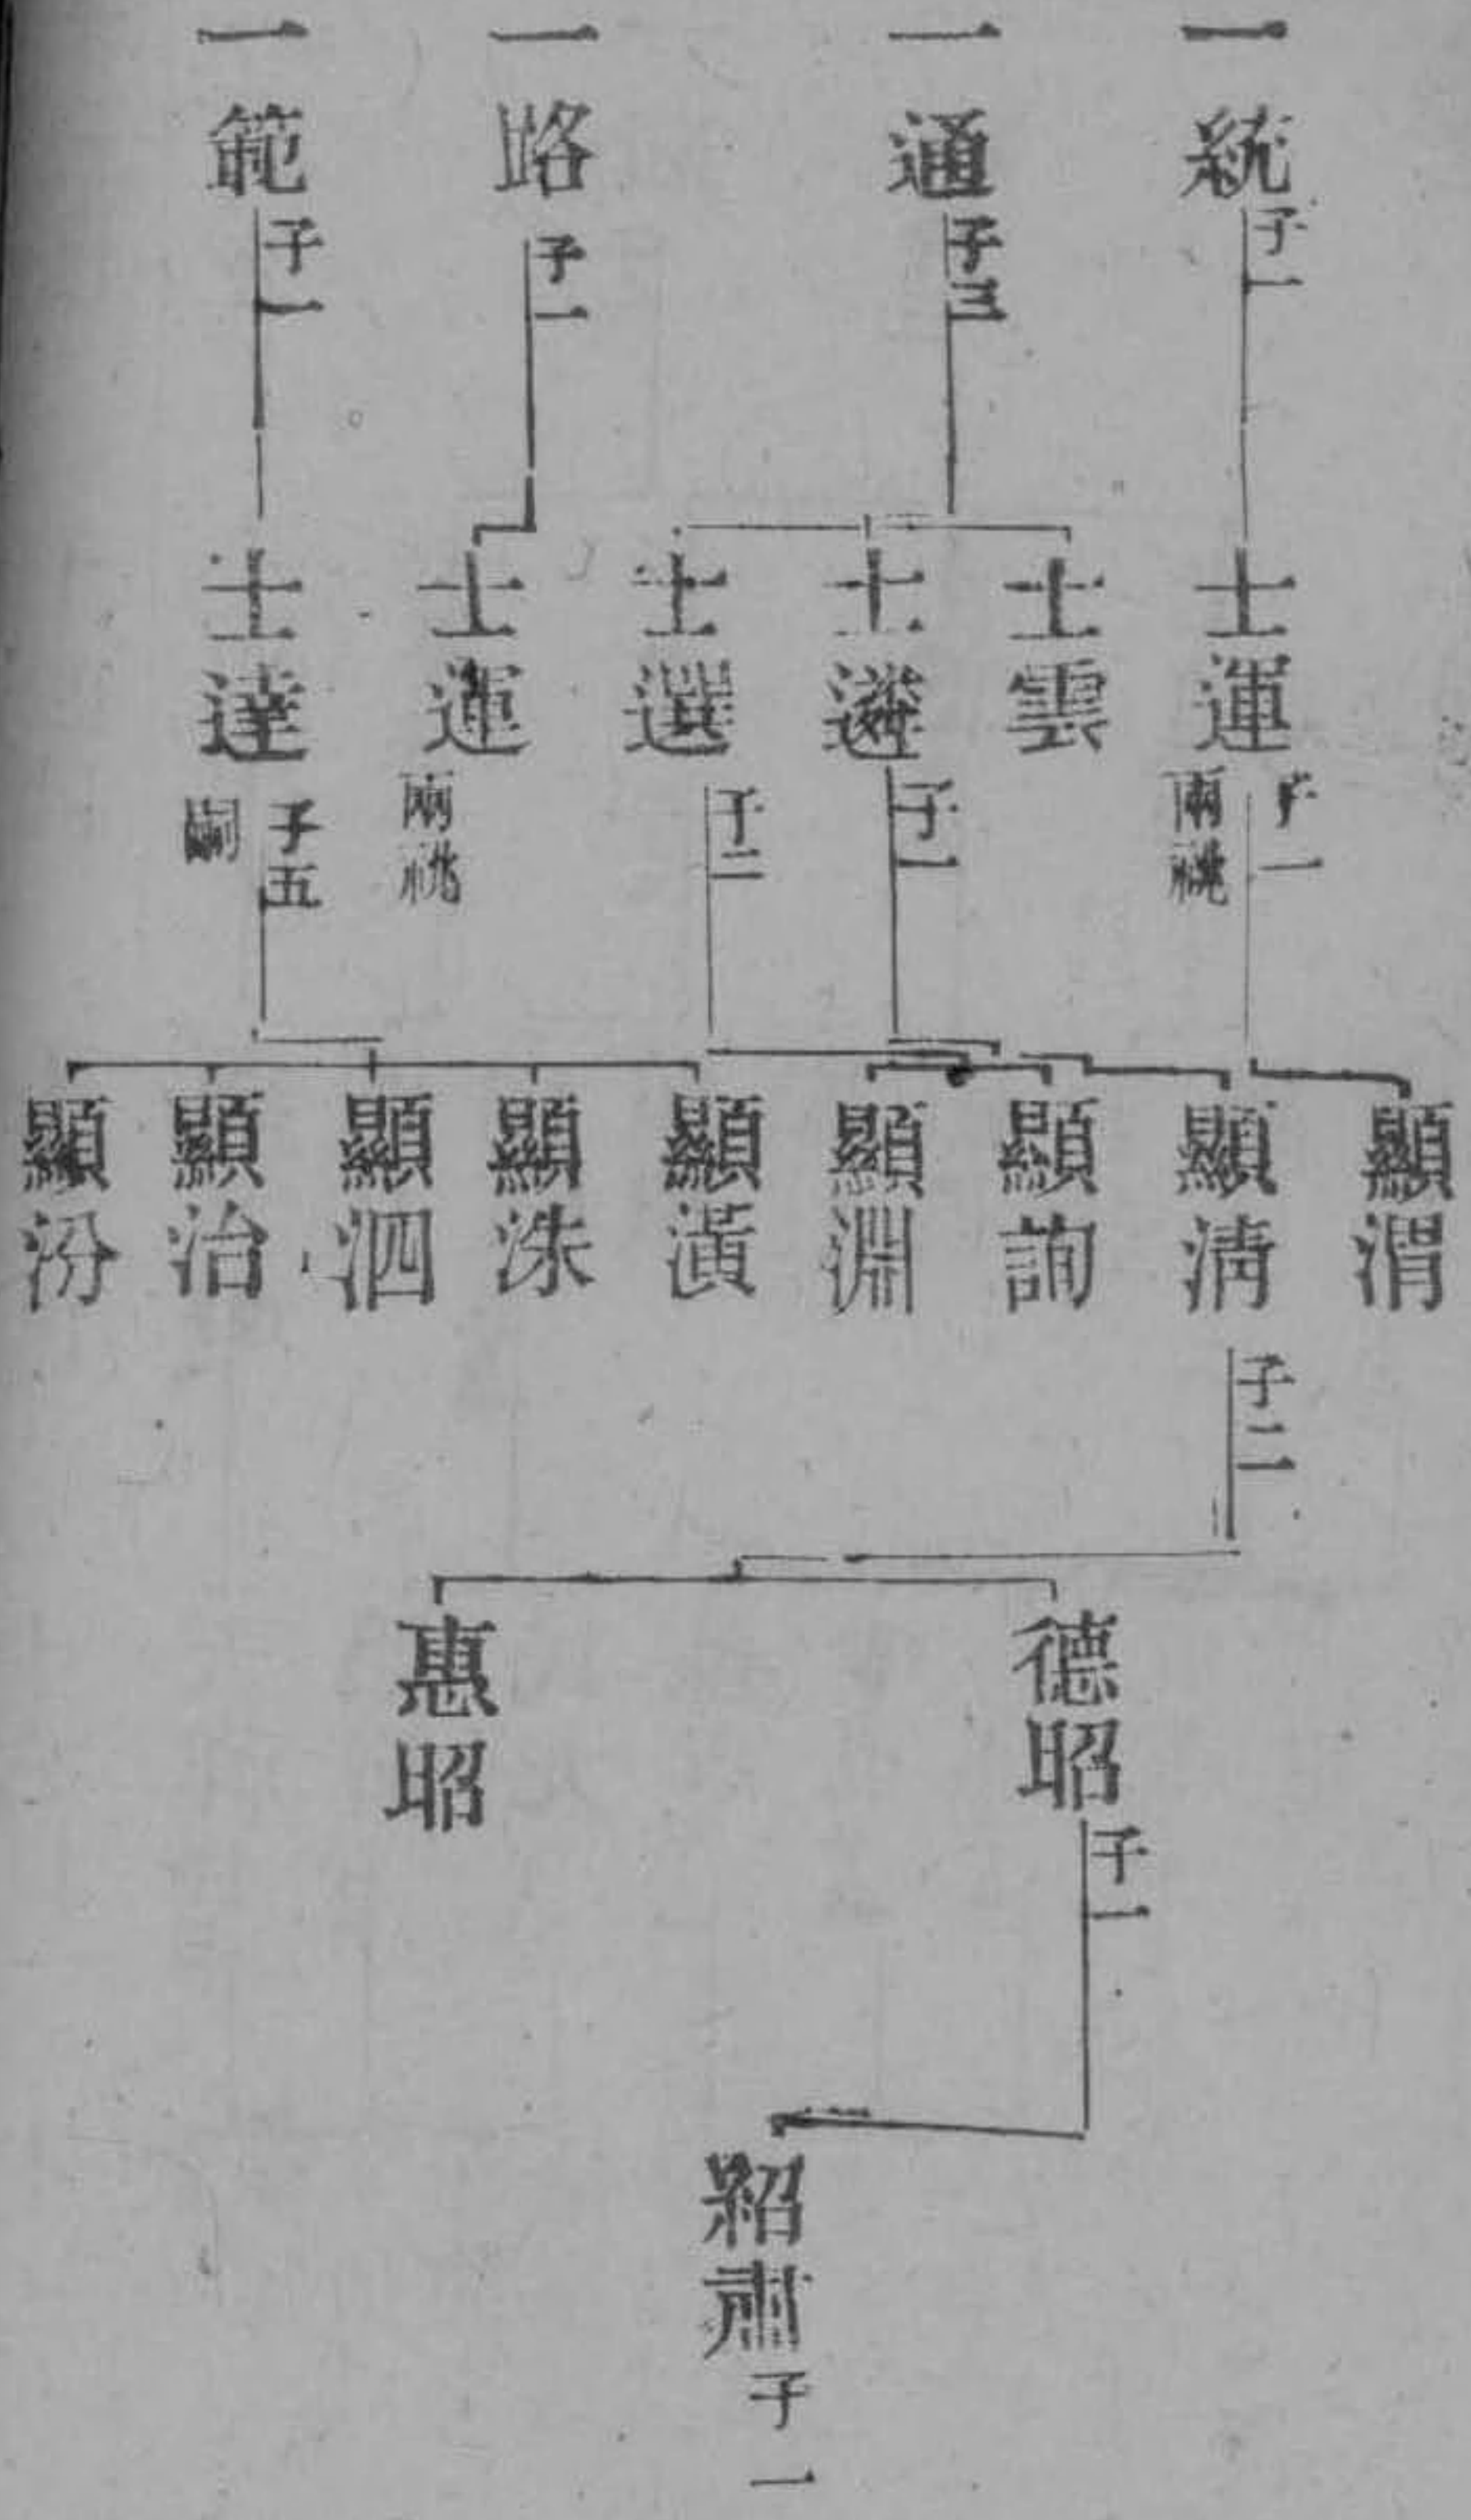 一統 子一
一通 子三
一路 子一
一範 子一
士運 子一 兩祧
士雲
士遴 子一
士選 子二
士運 兩祧
士達 子五 嗣
顯渭
顯淸 子二
顯詢
顯淵
顯潢
顯洙
顯泗
顯治
顯汾
德昭 子一
惠昭
紹肅 子一